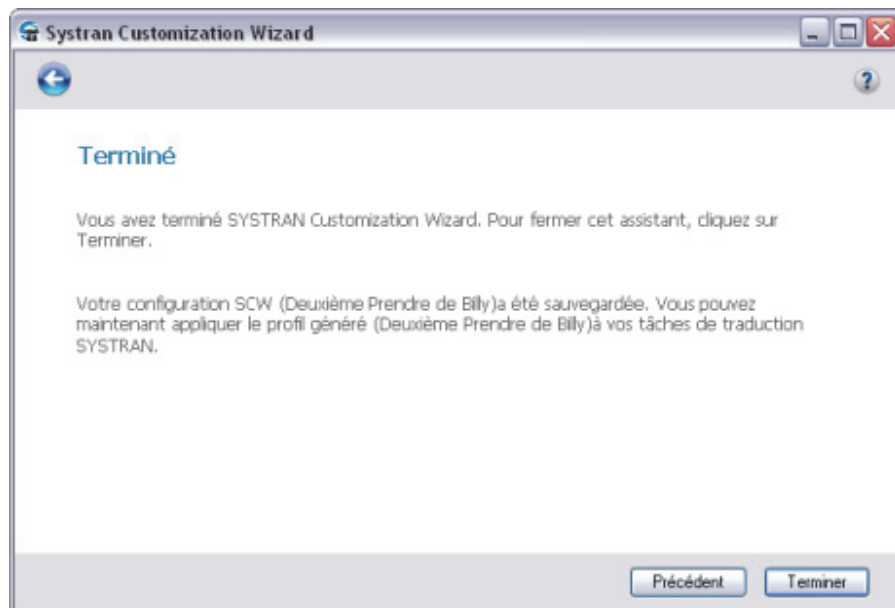 Systran Customization Wizard
Terminé
Vous avez terminé SYSTRAN Customization Wizard. Pour fermer cet assistant, cliquez sur
Terminer.
Votre configuration SCW (Deuxième Prendre de Billy)a été sauvegardée. Vous pouvez
maintenant appliquer le profil généré (Deuxième Prendre de Billy)à vos tâches de traduction
SYSTRAN.
Précédent
Terminer